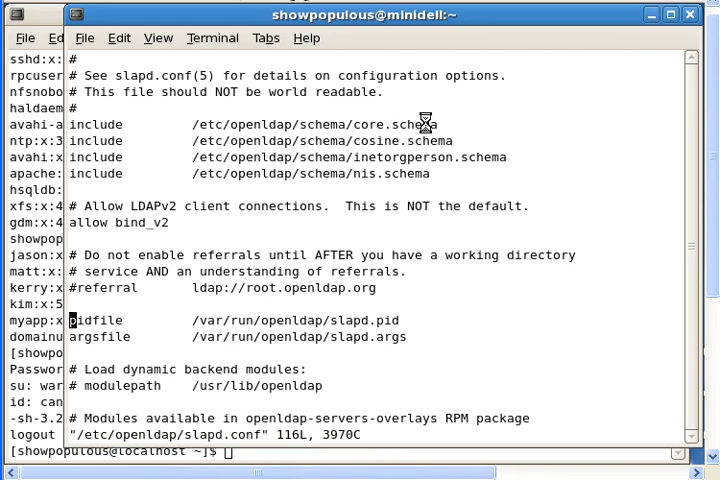 showpopulous@minidell:~
File Ed
File Edit View Terminal Tabs Help
sshd:x:
rpcuser
nfsnobo
haldaem
avahi-a
ntp:x:3
avahi:x
apache:
hsqldb:
xfs:x:4
gdm:x:4
showpop
jason:x
matt:x:
kerry:x
kim:x:5
myapp:x
domainu
[showpo
Passwor
su: war
id: can
-sh-3.2
logout
[showpopulous@localhost ~]$
#
# See slapd.conf(5) for details on configuration options.
# This file should NOT be world readable.
#
include /etc/openldap/schema/core.schema
include /etc/openldap/schema/cosine.schema
include /etc/openldap/schema/inetorgperson.schema
include /etc/openldap/schema/nis.schema
# Allow LDAPv2 client connections. This is NOT the default.
allow bind_v2
# Do not enable referrals until AFTER you have a working directory
# service AND an understanding of referrals.
#referral ldap://root.openldap.org
pidfile /var/run/openldap/slapd.pid
argsfile /var/run/openldap/slapd.args
# Load dynamic backend modules:
# modulepath /usr/lib/openldap
# Modules available in openldap-servers-overlays RPM package
"/etc/openldap/slapd.conf" 116L, 3970C